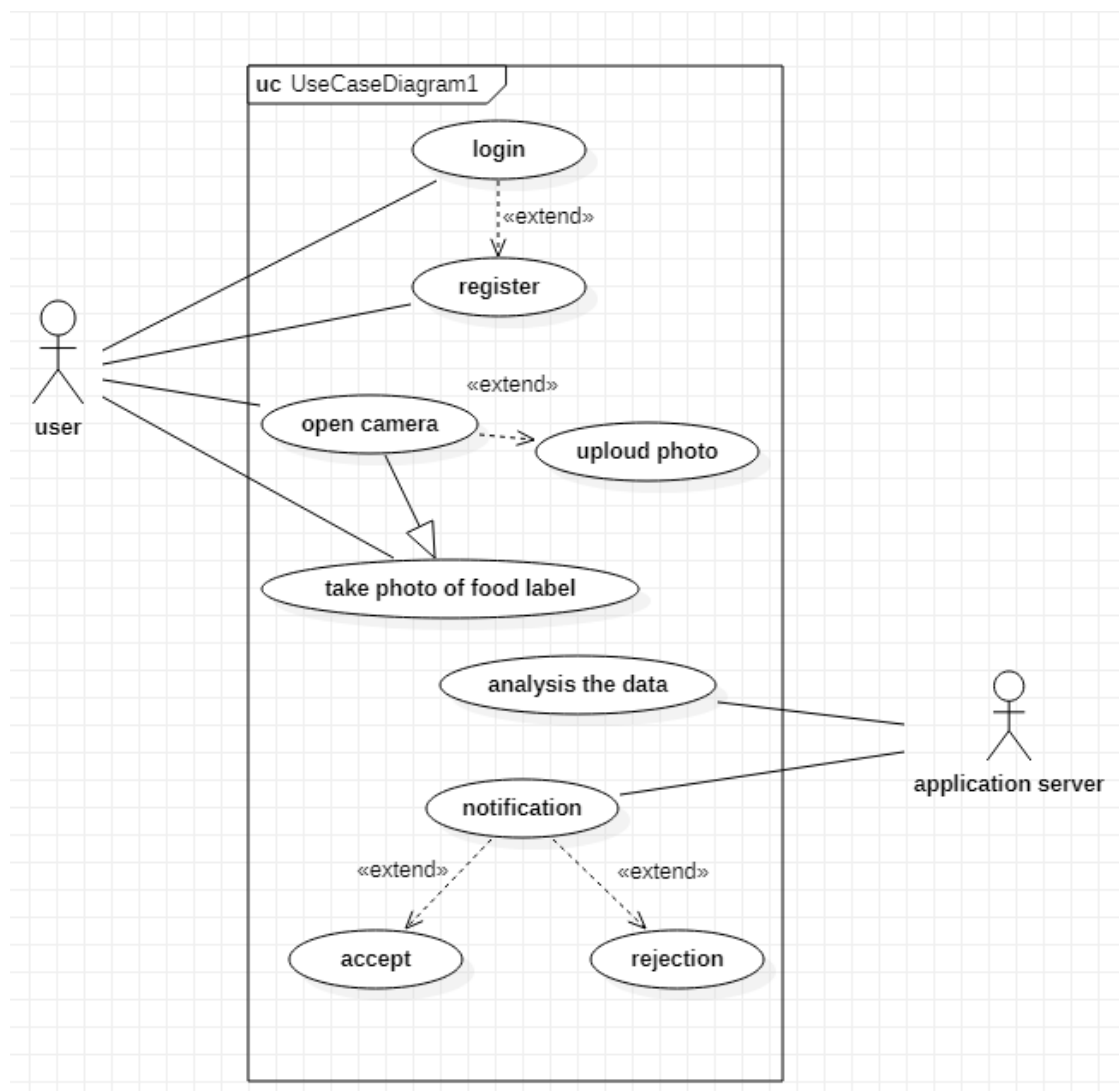 uc UseCaseDiagram1
login
«extend»
register
«extend»
open camera
uploud photo
user
take photo of food label
analysis the data
application server
notification
«extend»
«extend»
accept
rejection